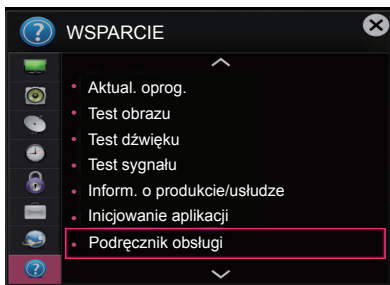 WSPARCIE
Aktual. oprog.
Test obrazu
Test dźwięku
Test sygnału
Inform. o produkcie/usłudze
Inicjowanie aplikacji
Podręcznik obsługi